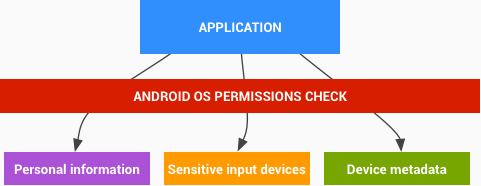 APPLICATION
ANDROID OS PERMISSIONS CHECK
Personal information
Sensitive input devices
Device metadata